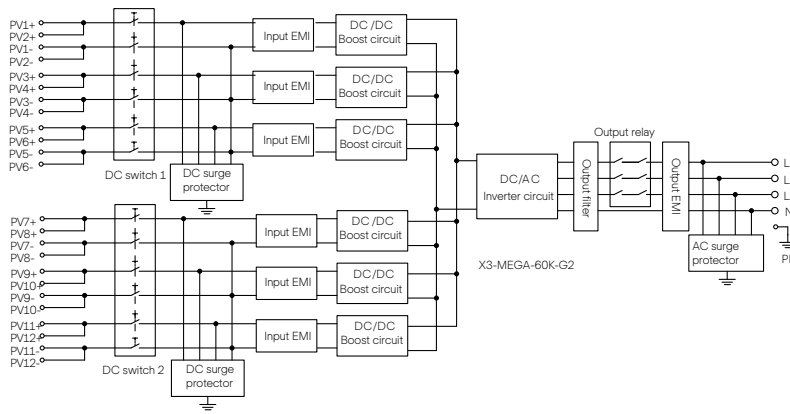 PV1+
PV2+
PV1-
PV2-
PV3+
PV4+
PV3-
PV4-
PV5+
PV6+
PV5-
PV6-
DC switch 1
DC surge
protector
Input EMI
DC/DC
Boost circuit
Input EMI
DC/DC
Boost circuit
Input EMI
DC/DC
Boost circuit
PV7+
PV8+
PV7-
PV8-
PV9+
PV10+
PV9-
PV10-
PV11+
PV12+
PV11-
PV12-
DC switch 2
DC surge
protector
Input EMI
DC/DC
Boost circuit
Input EMI
DC/DC
Boost circuit
Input EMI
DC/DC
Boost circuit
DC/AC
Inverter circuit
Output filter
Output relay
Output EMI
L
L
L
N
AC surge
protector
X3-MEGA-60K-G2